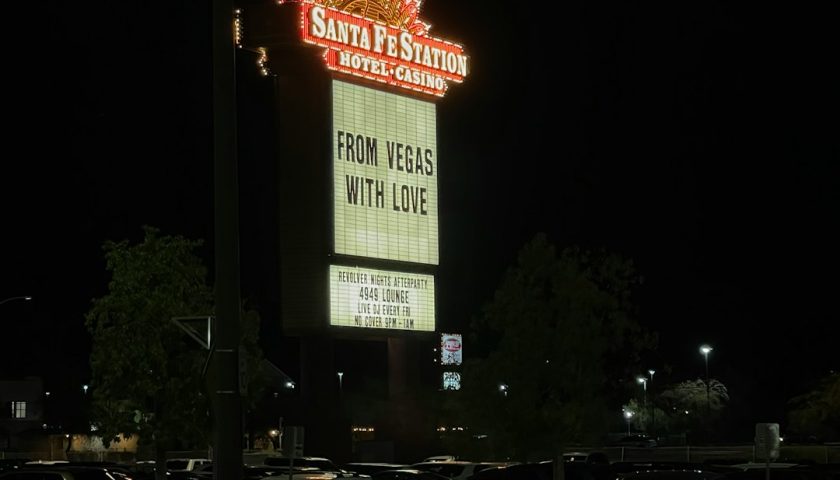 SANTA FE STATION
HOTEL • CASINO
FROM VEGAS
WITH LOVE
REVOLVER NIGHTS AFTERPARTY
4949 LOUNGE
LIVE DJ EVERY FRI
NO COVER 9PM - 1AM